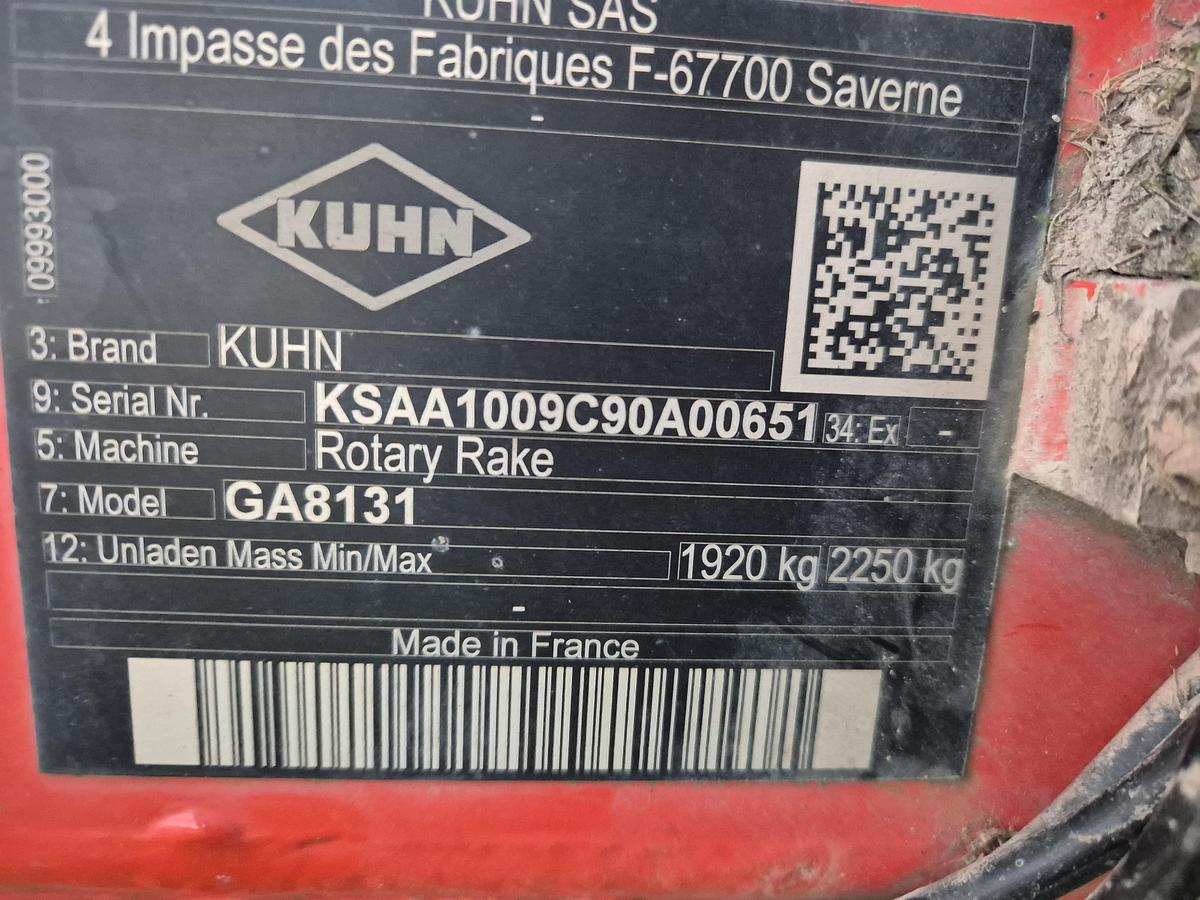 KUHN SAS
4 Impasse des Fabriques F-67700 Saverne
-
09993000
KUHN
3: Brand KUHN
9: Serial Nr. KSAA1009C90A00651 34: Ex -
5: Machine Rotary Rake
7: Model GA8131
12: Unladen Mass Min/Max 1920 kg 2250 kg
-
Made in France